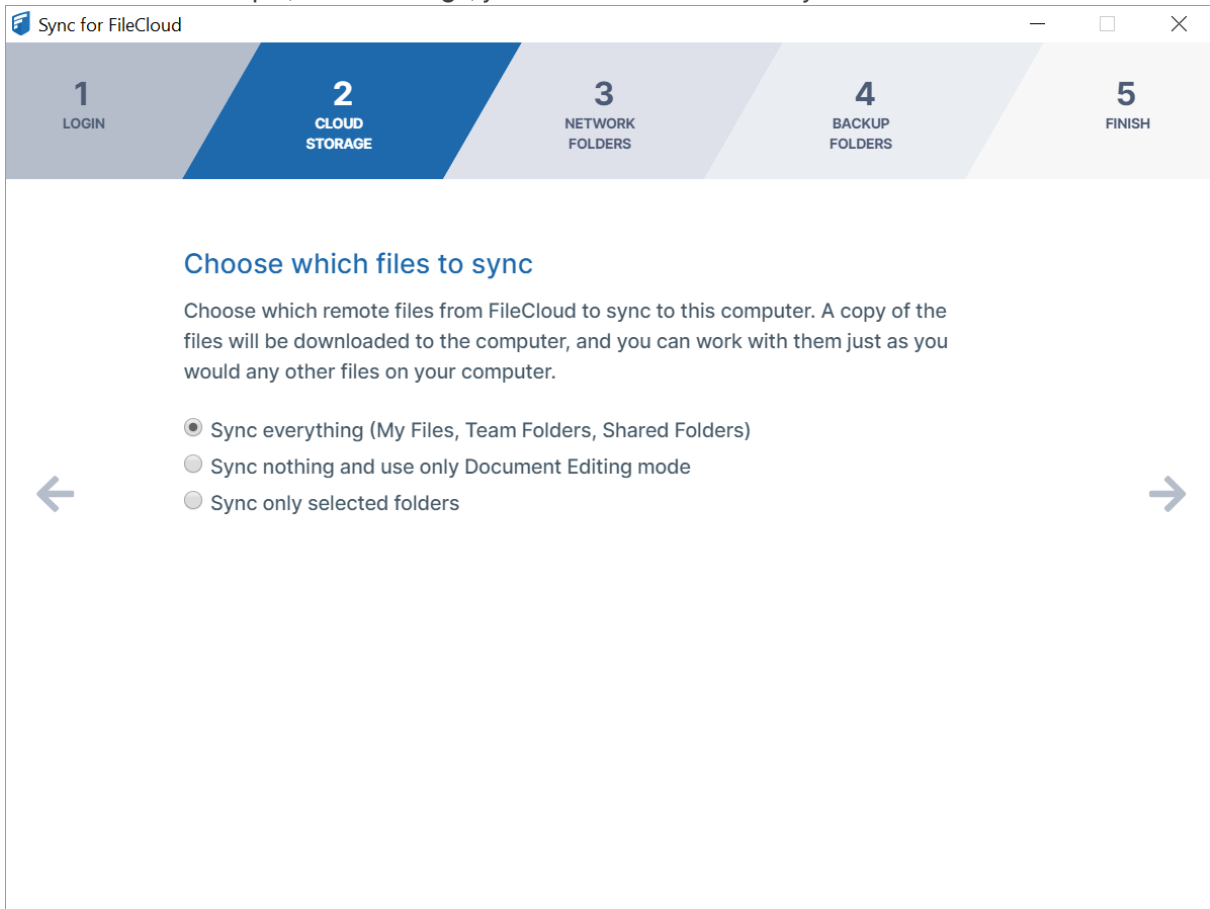 Sync for FileCloud
1
LOGIN
2
CLOUD
STORAGE
3
NETWORK
FOLDERS
4
BACKUP
FOLDERS
5
FINISH
Choose which files to sync
Choose which remote files from FileCloud to sync to this computer. A copy of the
files will be downloaded to the computer, and you can work with them just as you
would any other files on your computer.
Sync everything (My Files, Team Folders, Shared Folders)
Sync nothing and use only Document Editing mode
Sync only selected folders